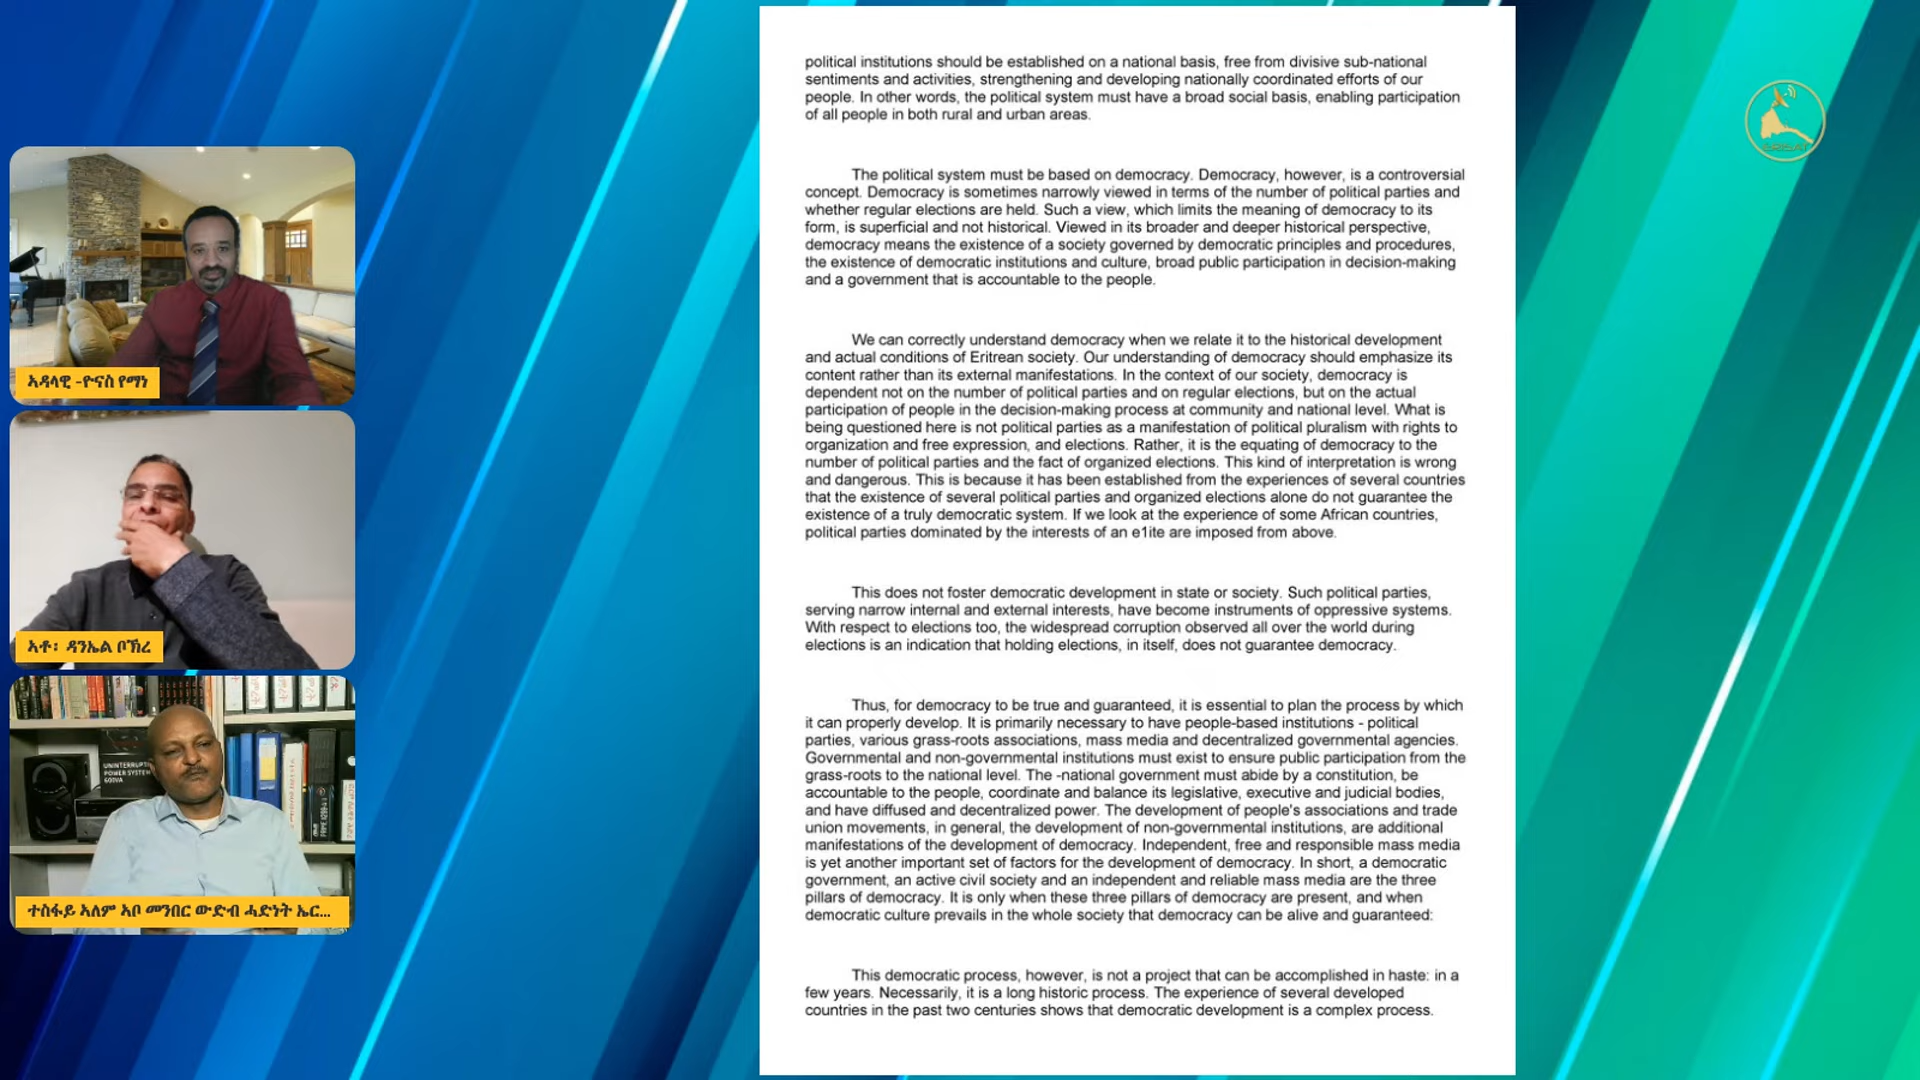 ኣዳላዊ -ዮናስ የማነ
ኣቶ፡ ዳንኤል ቦኽረ
UNINTERRUPTI
POWER SYSTEM
600VA
ተስፋይ ኣለም ኣቦ መንበር ውድብ ሓድነት ኤር...
political institutions should be established on a national basis, free from divisive sub-national
sentiments and activities, strengthening and developing nationally coordinated efforts of our
people. In other words, the political system must have a broad social basis, enabling participation
of all people in both rural and urban areas.
The political system must be based on democracy. Democracy, however, is a controversial
concept. Democracy is sometimes narrowly viewed in terms of the number of political parties and
whether regular elections are held. Such a view, which limits the meaning of democracy to its
form, is superficial and not historical. Viewed in its broader and deeper historical perspective,
democracy means the existence of a society governed by democratic principles and procedures,
the existence of democratic institutions and culture, broad public participation in decision-making
and a government that is accountable to the people.
We can correctly understand democracy when we relate it to the historical development
and actual conditions of Eritrean society. Our understanding of democracy should emphasize its
content rather than its external manifestations. In the context of our society, democracy is
dependent not on the number of political parties and on regular elections, but on the actual
participation of people in the decision-making process at community and national level. What is
being questioned here is not political parties as a manifestation of political pluralism with rights to
organization and free expression, and elections. Rather, it is the equating of democracy to the
number of political parties and the fact of organized elections. This kind of interpretation is wrong
and dangerous. This is because it has been established from the experiences of several countries
that the existence of several political parties and organized elections alone do not guarantee the
existence of a truly democratic system. If we look at the experience of some African countries,
political parties dominated by the interests of an e1ite are imposed from above.
This does not foster democratic development in state or society. Such political parties,
serving narrow internal and external interests, have become instruments of oppressive systems.
With respect to elections too, the widespread corruption observed all over the world during
elections is an indication that holding elections, in itself, does not guarantee democracy.
Thus, for democracy to be true and guaranteed, it is essential to plan the process by which
it can properly develop. It is primarily necessary to have people-based institutions - political
parties, various grass-roots associations, mass media and decentralized governmental agencies.
Governmental and non-governmental institutions must exist to ensure public participation from the
grass-roots to the national level. The -national government must abide by a constitution, be
accountable to the people, coordinate and balance its legislative, executive and judicial bodies,
and have diffused and decentralized power. The development of people's associations and trade
union movements, in general, the development of non-governmental institutions, are additional
manifestations of the development of democracy. Independent, free and responsible mass media
is yet another important set of factors for the development of democracy. In short, a democratic
government, an active civil society and an independent and reliable mass media are the three
pillars of democracy. It is only when these three pillars of democracy are present, and when
democratic culture prevails in the whole society that democracy can be alive and guaranteed:
This democratic process, however, is not a project that can be accomplished in haste: in a
few years. Necessarily, it is a long historic process. The experience of several developed
countries in the past two centuries shows that democratic development is a complex process.
ERISAT